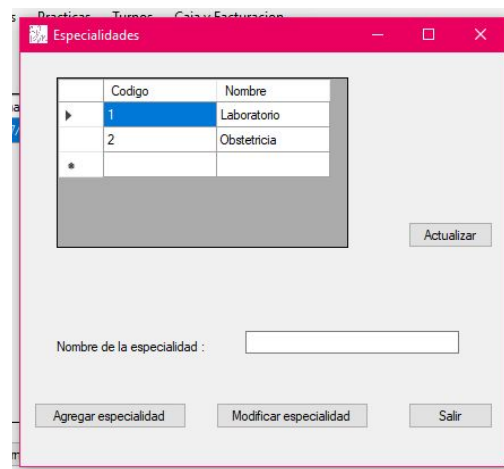 Practicas Turnos Caja y Facturacion
Especialidades
Codigo Nombre
1 Laboratorio
2 Obstetricia
Actualizar
Nombre de la especialidad :
Agregar especialidad Modificar especialidad Salir